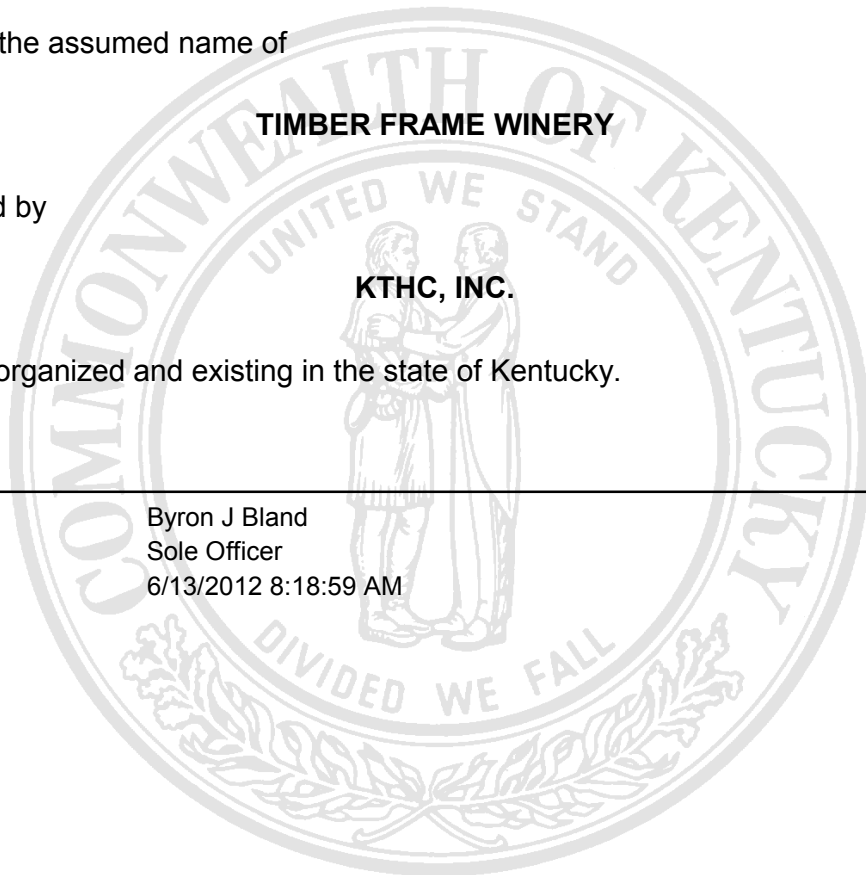 the assumed name of
TIMBER FRAME WINERY
d by
KTHC, INC.
organized and existing in the state of Kentucky.
Byron J Bland
Sole Officer
6/13/2012 8:18:59 AM
COMMONWEALTH OF KENTUCKY
UNITED WE STAND
DIVIDED WE FALL